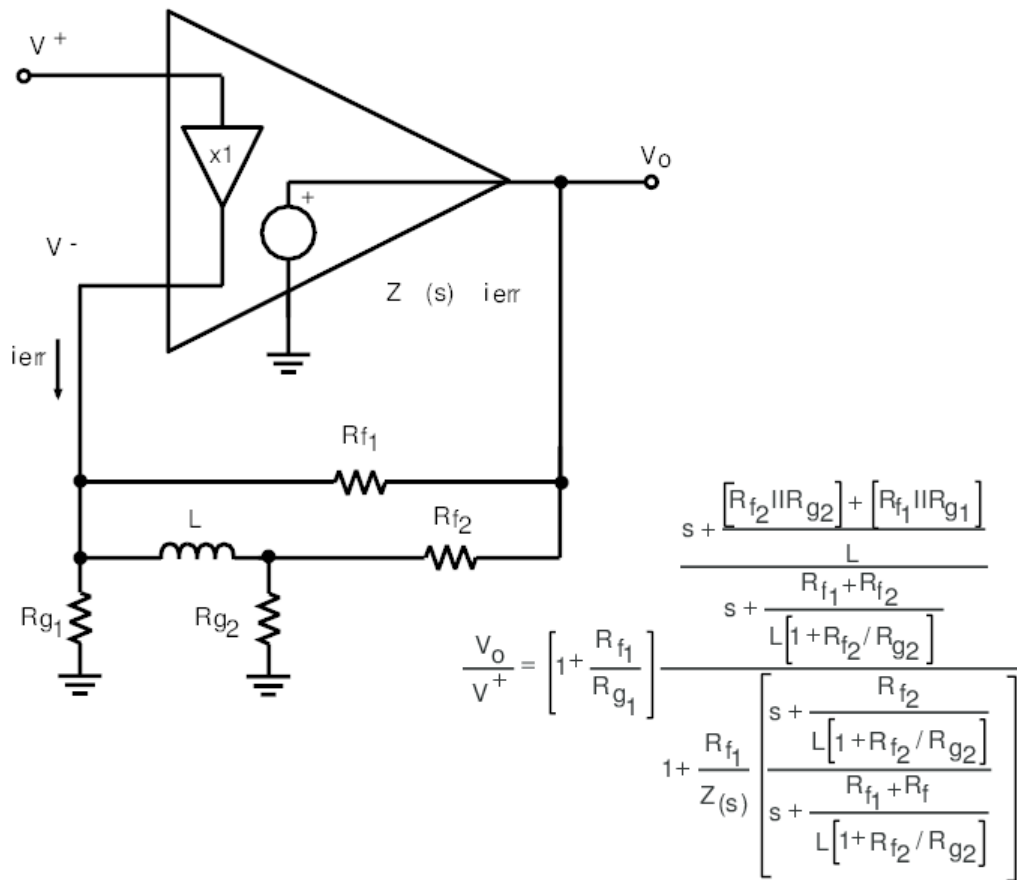 V+
x1
Vo
+
V-
Z (s) ierr
ierr
Rf1
L
Rf2
Rg1
Rg2
Vo/V+ = [1+ Rf1/Rg1] (s + ([Rf2 II Rg2] + [Rf1 II Rg1])/L)/(s + (Rf1 + Rf2)/(L[1+Rf2/Rg2])) / (1+ Rf1/Z(s) [(s + Rf2/(L[1+Rf2/Rg2]))/(s + (Rf1 + Rf)/(L[1+Rf2/Rg2]))])